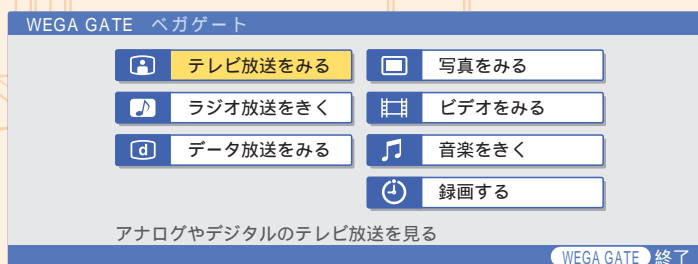 WEGA GATE ベガゲート
テレビ放送をみる
ラジオ放送をきく
d データ放送をみる
写真をみる
ビデオをみる
音楽をきく
録画する
アナログやデジタルのテレビ放送を見る
WEGA GATE 終了